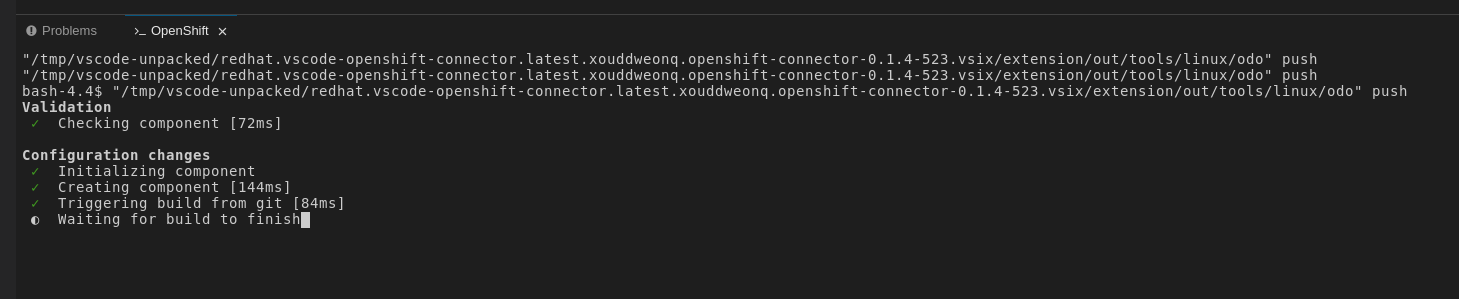 Problems
OpenShift
"/tmp/vscode-unpacked/redhat.vscode-openshift-connector.latest.xouddweonq.openshift-connector-0.1.4-523.vsix/extension/out/tools/linux/odo" push
"/tmp/vscode-unpacked/redhat.vscode-openshift-connector.latest.xouddweonq.openshift-connector-0.1.4-523.vsix/extension/out/tools/linux/odo" push
bash-4.4$ "/tmp/vscode-unpacked/redhat.vscode-openshift-connector.latest.xouddweonq.openshift-connector-0.1.4-523.vsix/extension/out/tools/linux/odo" push
Validation
✓ Checking component [72ms]
Configuration changes
✓ Initializing component
✓ Creating component [144ms]
✓ Triggering build from git [84ms]
◐ Waiting for build to finish